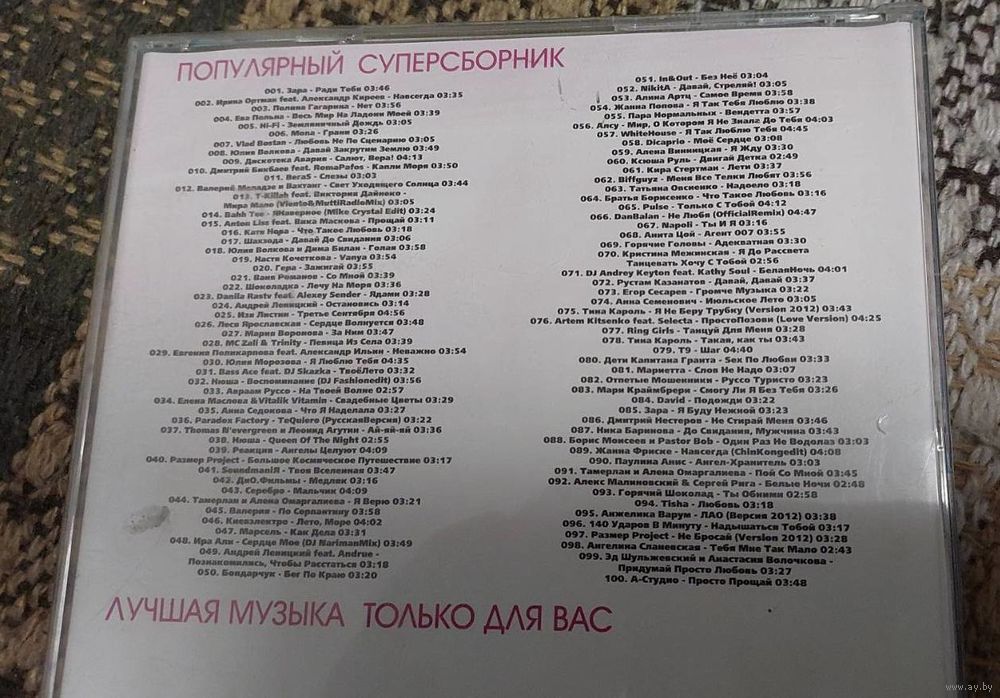 ПОПУЛЯРНЫЙ СУПЕРСБОРНИК
001. Зара - Ради Тебя 03:46
002. Ирина Ортман feat. Александр Киреев - Навсегда 03:35
003. Полина Гагарина - Нет 03:56
004. Ева Польна - Весь Мир На Ладони Моей 03:39
005. Hi-Fi - Земляничный Дождь 03:05
006. Мопа - Грани 03:26
007. Vlad Bostan - Любовь Не По Сценарию 03:05
008. Юлия Волкова - Давай Закрутим Землю 03:49
009. Дискотека Авария - Салют, Вера! 04:13
010. Дмитрий Бикбаев feat. RomaPafos - Капли Моря 03:50
011. ВегаS - Слезы 03:03
012. Валерий Меладзе и Вахтанг - Свет Уходящего Солнца 03:44
013. T-Killah feat. Виктория Дайнеко -
Мира Мало (Viento&MuttiRadioMix) 03:05
014. Bahh Tee - ЯНаверное (Mike Crystal Edit) 03:24
015. Anton Liss feat. Вика Маскова - Прощай 03:11
016. Катя Нова - Что Такое Любовь 03:18
017. Шахзода - Давай До Свидания 03:06
018. Юлия Волкова и Дима Билан - Голая 03:58
019. Настя Кочеткова - Vanya 03:54
020. Гера - Зажигай 03:55
021. Ваня Романов - Со Мной 03:39
022. Шоколадка - Лечу На Моря 03:36
023. Danila Rastv feat. Alexey Sender - Ядами 03:28
024. Андрей Леницкий - Остановись 03:14
025. Изи Листин - Третье Сентября 04:56
026. Леся Ярославская - Сердце Волнуется 03:48
027. Мария Воронова - За Ним 03:47
028. MC Zali & Trinity - Певица Из Села 03:39
029. Евгения Поликарпова feat. Александр Ильин - Неважно 03:54
030. Юлия Морозова - Я Люблю Тебя 04:35
031. Bass Ace feat. DJ Skazka - ТвоёЛето 03:32
032. Нюша - Воспоминание (DJ Fashionedit) 03:56
033. Авраам Руссо - На Твоей Волне 02:57
034. Елена Маслова &Vitalik Vitamin - Свадебные Цветы 03:29
035. Анна Седокова - Что Я Наделала 03:27
036. Paradox Factory - TeQuiero (РусскаяВерсия) 03:22
037. Thomas N'evergreen и Леонид Агутин - Ай-яй-яй 03:36
038. Нюша - Queen Of The Night 02:55
039. Реакция - Ангелы Целуют 04:09
040. Размер Project - Большое Космическое Путешествие 03:17
041. SoundmaniЯ - Твоя Вселенная 03:47
042. ДиО.Фильмы - Медляк 03:16
043. Серебро - Мальчик 04:09
044. Тамерлан и Алена Омаргалиева - Я Верю 03:21
045. Валерия - По Серпантину 03:58
046. Киевэлектро - Лето, Море 04:02
047. Марсель - Как Дела 03:31
048. Ира Али - Сердце Мое (DJ NarimanMix) 03:49
049. Андрей Леницкий feat. Andrue -
Познакомились, Чтобы Расстаться 03:18
050. Бондарчук - Бег По Краю 03:20
051. In&Out - Без Неё 03:04
052. NikitA - Давай, Стреляй! 03:05
053. Алина Артц - Самое Время 03:58
054. Жанна Попова - Я Так Тебя Люблю 03:38
055. Пара Нормальных - Вендетта 03:57
056. Алсу - Мир, О Котором Я Не Знала До Тебя 04:03
057. WhiteHouse - Я Так Люблю Тебя 04:45
058. Dicaprio - Моё Сердце 03:08
059. Алена Винницкая - Я Жду 03:30
060. Ксюша Руль - Двигай Детка 02:49
061. Кира Стертман - Лети 03:37
062. Biffguyz - Меня Все Телки Любят 03:56
063. Татьяна Овсиенко - Надоело 03:18
064. Братья Борисенко - Что Такое Любовь 03:16
065. Pulse - Только С Тобой 04:12
066. DanBalan - Не Любя (OfficialRemix) 04:47
067. Napoli - Ты И Я 03:16
068. Анита Цой - Агент 007 03:55
069. Горячие Головы - Адекватная 03:30
070. Кристина Межинская - Я До Рассвета
Танцевать Хочу С Тобой 02:56
071. DJ Andrey Keyton feat. Kathy Soul - БелаяНочь 04:01
072. Рустам Казанатов - Давай, Давай 03:37
073. Егор Сесарев - Громче Музыка 03:22
074. Анна Семенович - Июльское Лето 03:05
075. Тина Кароль - Я Не Беру Трубку (Version 2012) 03:43
076. Artem Kitsenko feat. Selecta - ПростоПозови (Love Version) 04:25
077. Ring Girls - Танцуй Для Меня 03:28
078. Тина Кароль - Такая, как ты 03:43
079. Т9 - Шаг 04:40
080. Дети Капитана Гранта - Sex По Любви 03:33
081. Мариетта - Слов Не Надо 03:07
082. Отпетые Мошенники - Руссо Туристо 03:23
083. Мари Краймбрери - Смогу Ли Я Без Тебя 03:26
084. David - Подожди 03:22
085. Зара - Я Буду Нежной 03:23
086. Дмитрий Нестеров - Не Стирай Меня 03:46
087. Ника Баринова - До Свидания, Мужчина 03:43
088. Борис Моисеев и Pastor Bob - Один Раз Не Водолаз 03:03
089. Жанна Фриске - Навсегда (ChinKongedit) 04:08
090. Паулина Анис - Ангел-Хранитель 03:03
091. Тамерлан и Алена Омаргалиева - Пой Со Мной 03:45
092. Алекс Малиновский & Сергей Рига - Белые Ночи 02:48
093. Горячий Шоколад - Ты Обними 02:58
094. Tisha - Любовь 03:18
095. Анжелика Варум - ЛАО (Версия 2012) 03:38
096. 140 Ударов В Минуту - Надышаться Тобой 03:17
097. Размер Project - Не Бросай (Version 2012) 03:28
098. Ангелина Сланевская - Тебя Мне Так Мало 02:43
099. Эд Шульжевский и Анастасия Волочкова -
Придумай Просто Любовь 03:27
100. А-Студио - Просто Прощай 03:48
ЛУЧШАЯ МУЗЫКА ТОЛЬКО ДЛЯ ВАС
www.ay.by